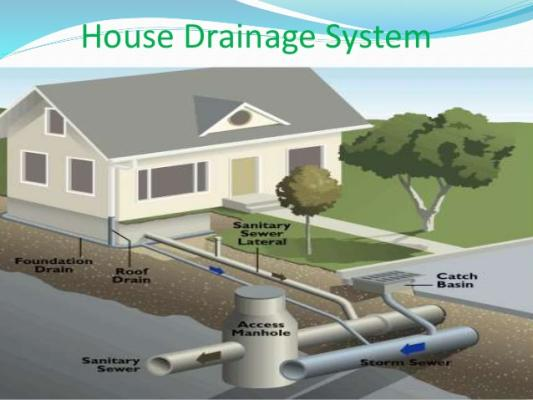 House Drainage System
Sanitary
Sewer
Lateral
Foundation
Drain
Roof
Drain
Catch
Basin
Access
Manhole
Sanitary
Sewer
Storm Sewer